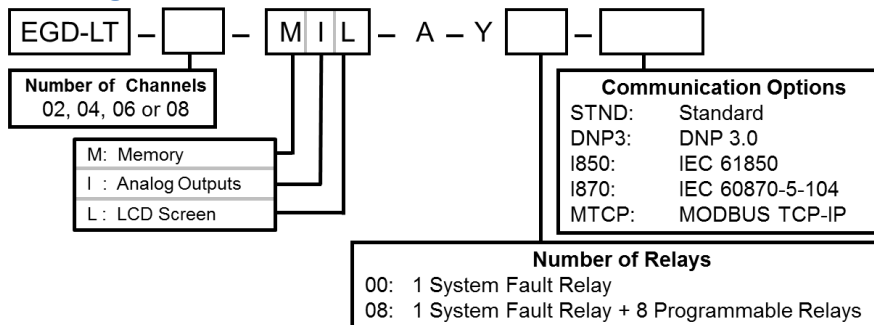 EGD-LT – – M I L – A – Y –
Number of Channels
02, 04, 06 or 08
M: Memory
I : Analog Outputs
L : LCD Screen
Communication Options
STND: Standard
DNP3: DNP 3.0
I850: IEC 61850
I870: IEC 60870-5-104
MTCP: MODBUS TCP-IP
Number of Relays
00: 1 System Fault Relay
08: 1 System Fault Relay + 8 Programmable Relays